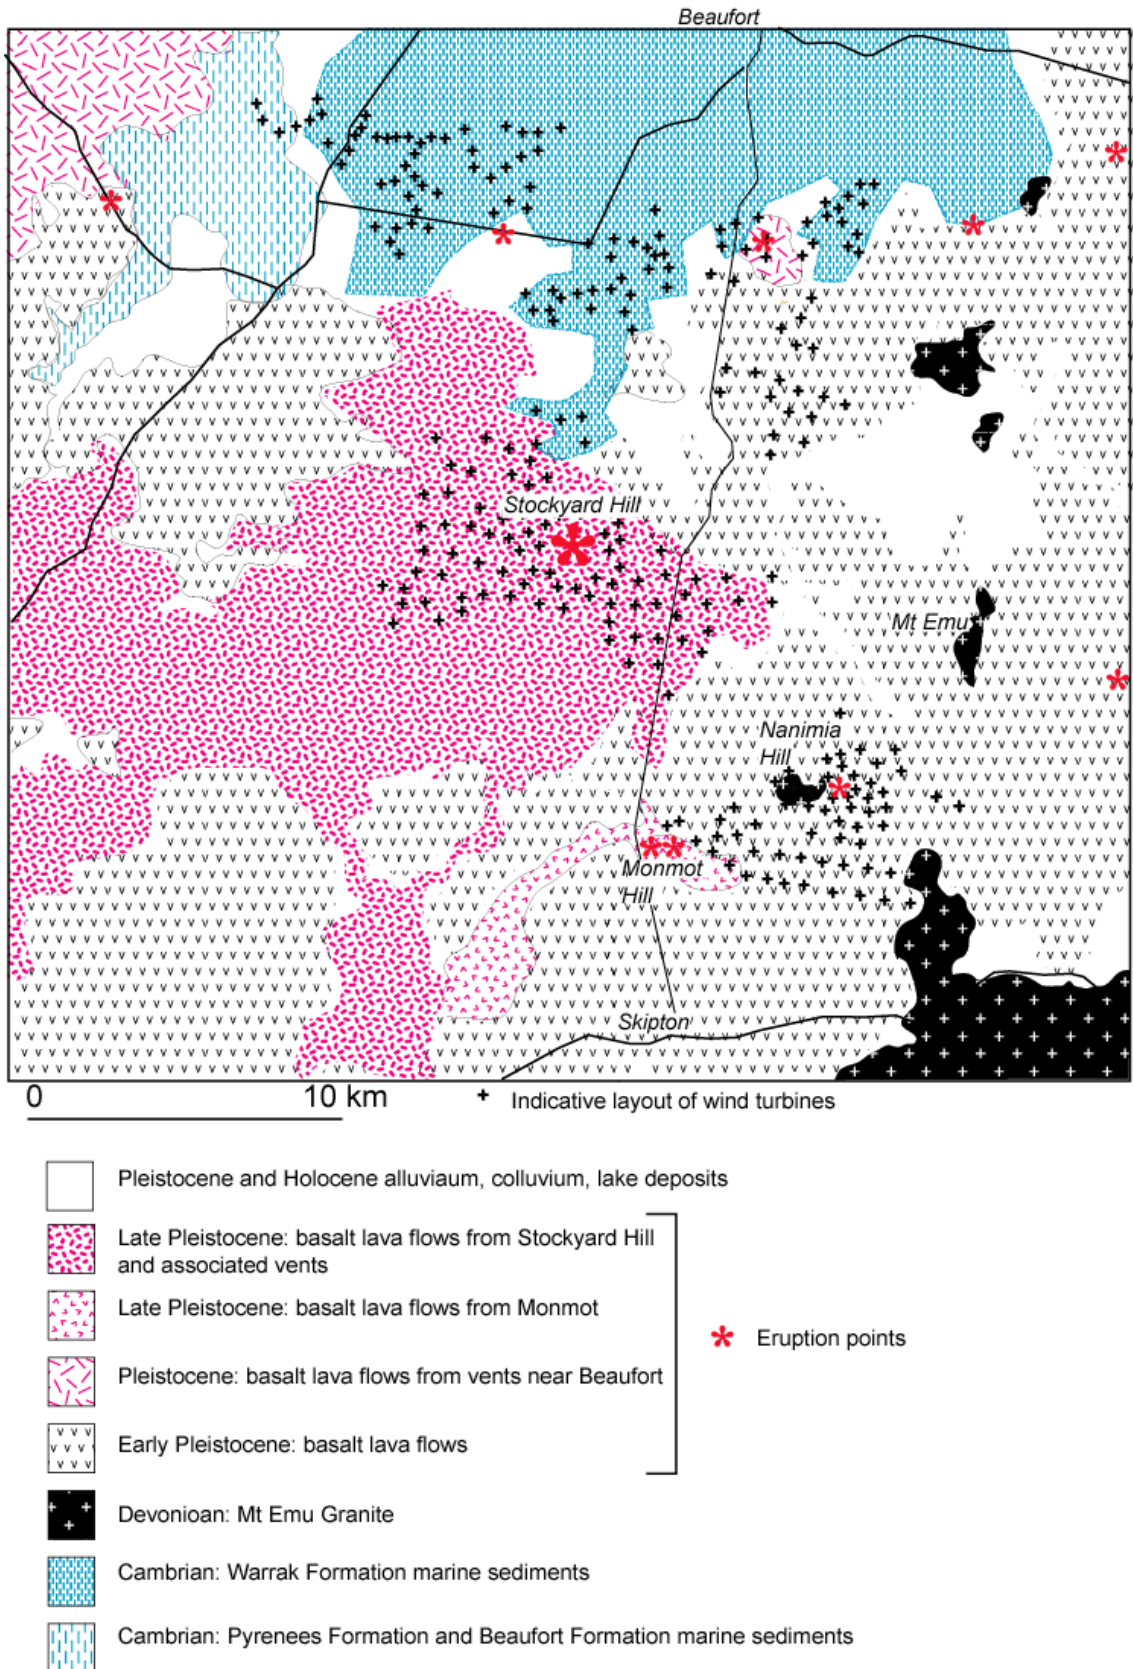 Beaufort
Stockyard Hill
Mt Emu
Nanimia
Hill
Monmot
Hill
Skipton
0 10 km
Indicative layout of wind turbines
Pleistocene and Holocene alluviaum, colluvium, lake deposits
Late Pleistocene: basalt lava flows from Stockyard Hill
and associated vents
Late Pleistocene: basalt lava flows from Monmot
Eruption points
Pleistocene: basalt lava flows from vents near Beaufort
Early Pleistocene: basalt lava flows
Devonioan: Mt Emu Granite
Cambrian: Warrak Formation marine sediments
Cambrian: Pyrenees Formation and Beaufort Formation marine sediments